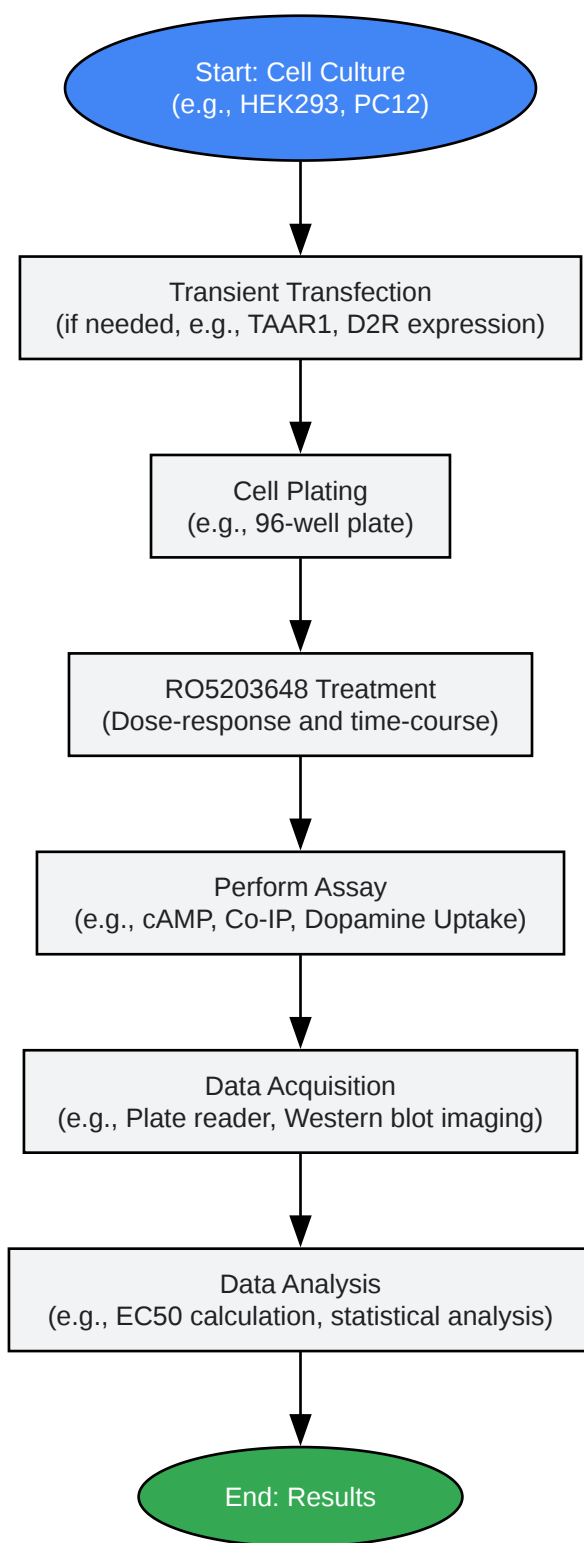 Start: Cell Culture
(e.g., HEK293, PC12)
Transient Transfection
(if needed, e.g., TAAR1, D2R expression)
Cell Plating
(e.g., 96-well plate)
RO5203648 Treatment
(Dose-response and time-course)
Perform Assay
(e.g., cAMP, Co-IP, Dopamine Uptake)
Data Acquisition
(e.g., Plate reader, Western blot imaging)
Data Analysis
(e.g., EC50 calculation, statistical analysis)
End: Results